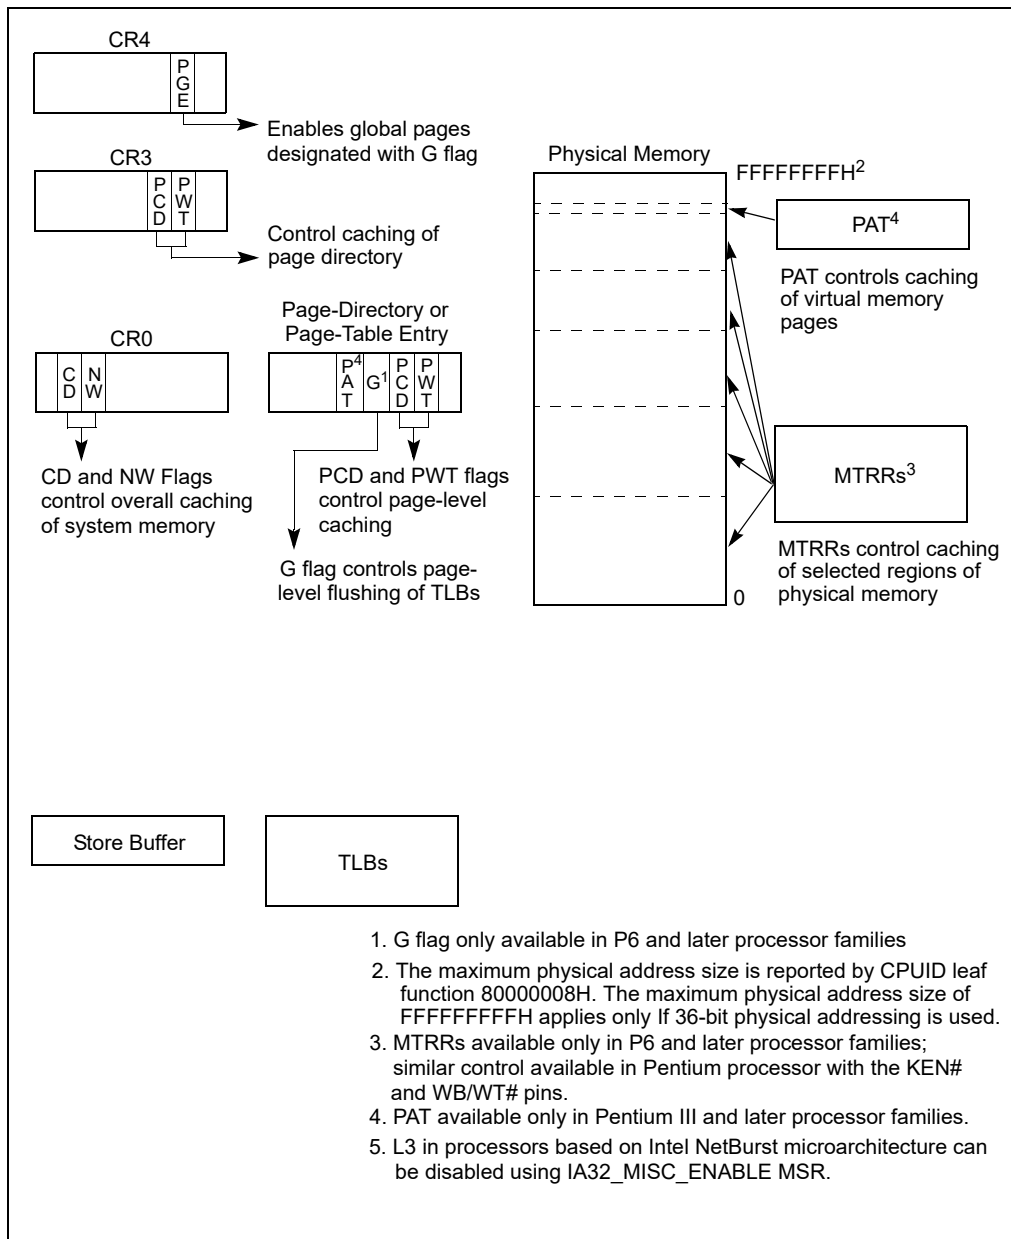 CR4
PGE
Enables global pages
designated with G flag
CR3
PCD PWT
Control caching of
page directory
CR0
CD NW
CD and NW Flags
control overall caching
of system memory
Page-Directory or
Page-Table Entry
PAT4 G1 PCD PWT
PCD and PWT flags
control page-level
caching
G flag controls page-
level flushing of TLBs
Physical Memory
FFFFFFFFH2
PAT4
PAT controls caching
of virtual memory
pages
MTRRs3
MTRRs control caching
of selected regions of
physical memory
0
Store Buffer
TLBs
1. G flag only available in P6 and later processor families
2. The maximum physical address size is reported by CPUID leaf
function 80000008H. The maximum physical address size of
FFFFFFFFFH applies only If 36-bit physical addressing is used.
3. MTRRs available only in P6 and later processor families;
similar control available in Pentium processor with the KEN#
and WB/WT# pins.
4. PAT available only in Pentium III and later processor families.
5. L3 in processors based on Intel NetBurst microarchitecture can
be disabled using IA32_MISC_ENABLE MSR.